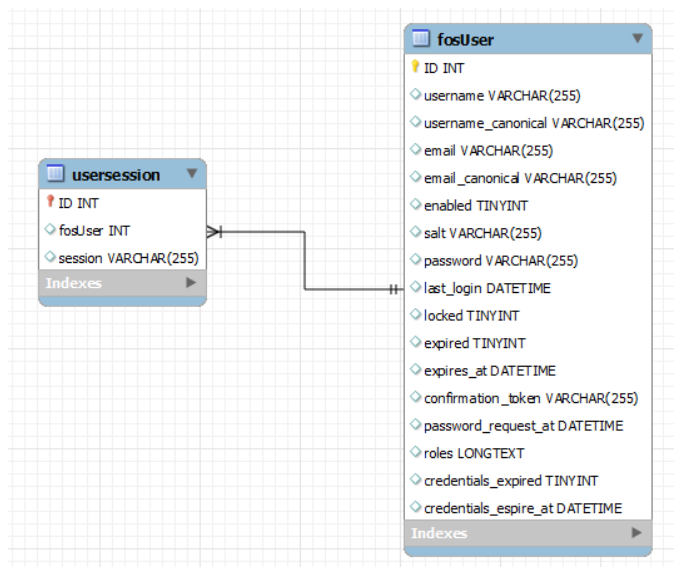 usersession
ID INT
fosUser INT
session VARCHAR(255)
Indexes
fosUser
ID INT
username VARCHAR(255)
username_canonical VARCHAR(255)
email VARCHAR(255)
email_canonical VARCHAR(255)
enabled TINYINT
salt VARCHAR(255)
password VARCHAR(255)
last_login DATETIME
locked TINYINT
expired TINYINT
expires_at DATETIME
confirmation_token VARCHAR(255)
password_request_at DATETIME
roles LONGTEXT
credentials_expired TINYINT
credentials_espire_at DATETIME
Indexes